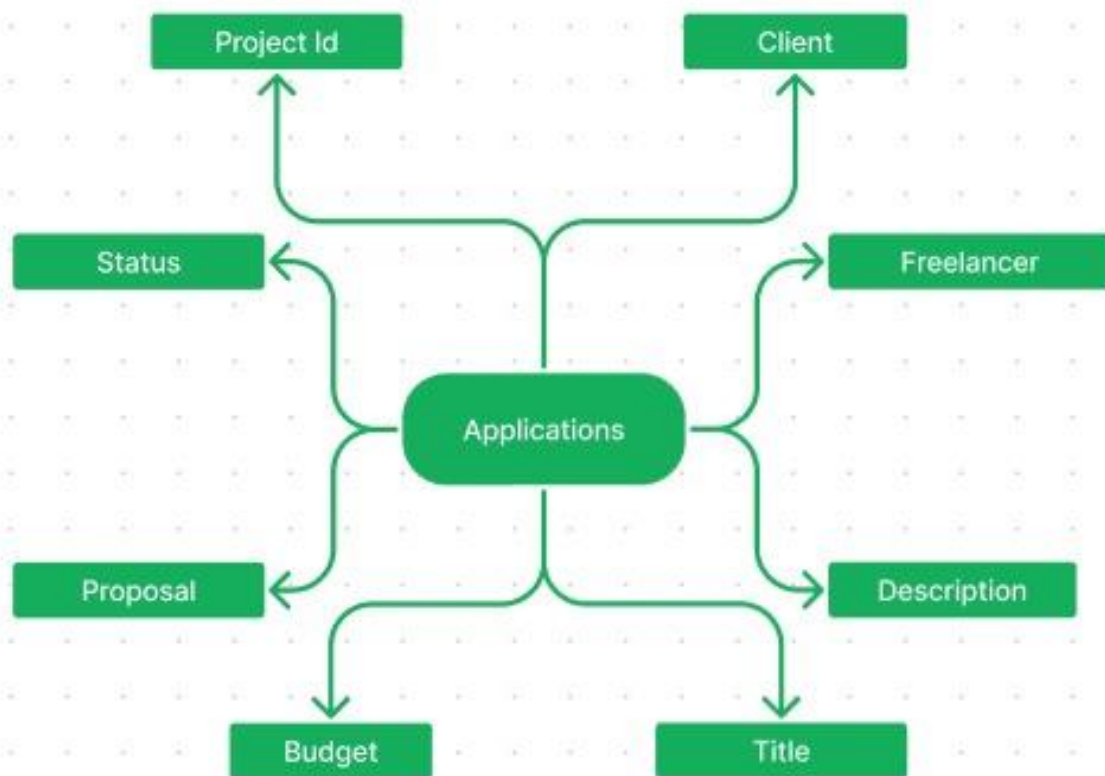 Project Id
Client
Status
Freelancer
Applications
Proposal
Description
Budget
Title